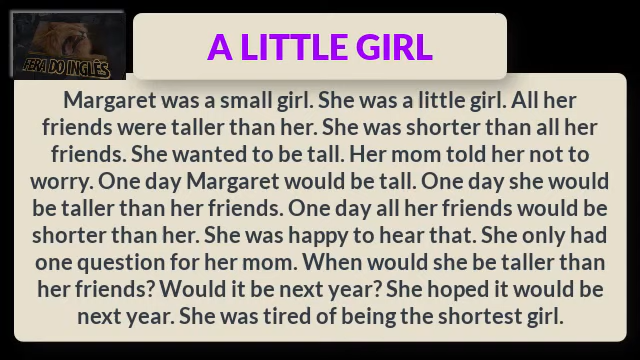 FERA DO INGLÊS
A LITTLE GIRL
Margaret was a small girl. She was a little girl. All her
friends were taller than her. She was shorter than all her
friends. She wanted to be tall. Her mom told her not to
worry. One day Margaret would be tall. One day she would
be taller than her friends. One day all her friends would be
shorter than her. She was happy to hear that. She only had
one question for her mom. When would she be taller than
her friends? Would it be next year? She hoped it would be
next year. She was tired of being the shortest girl.